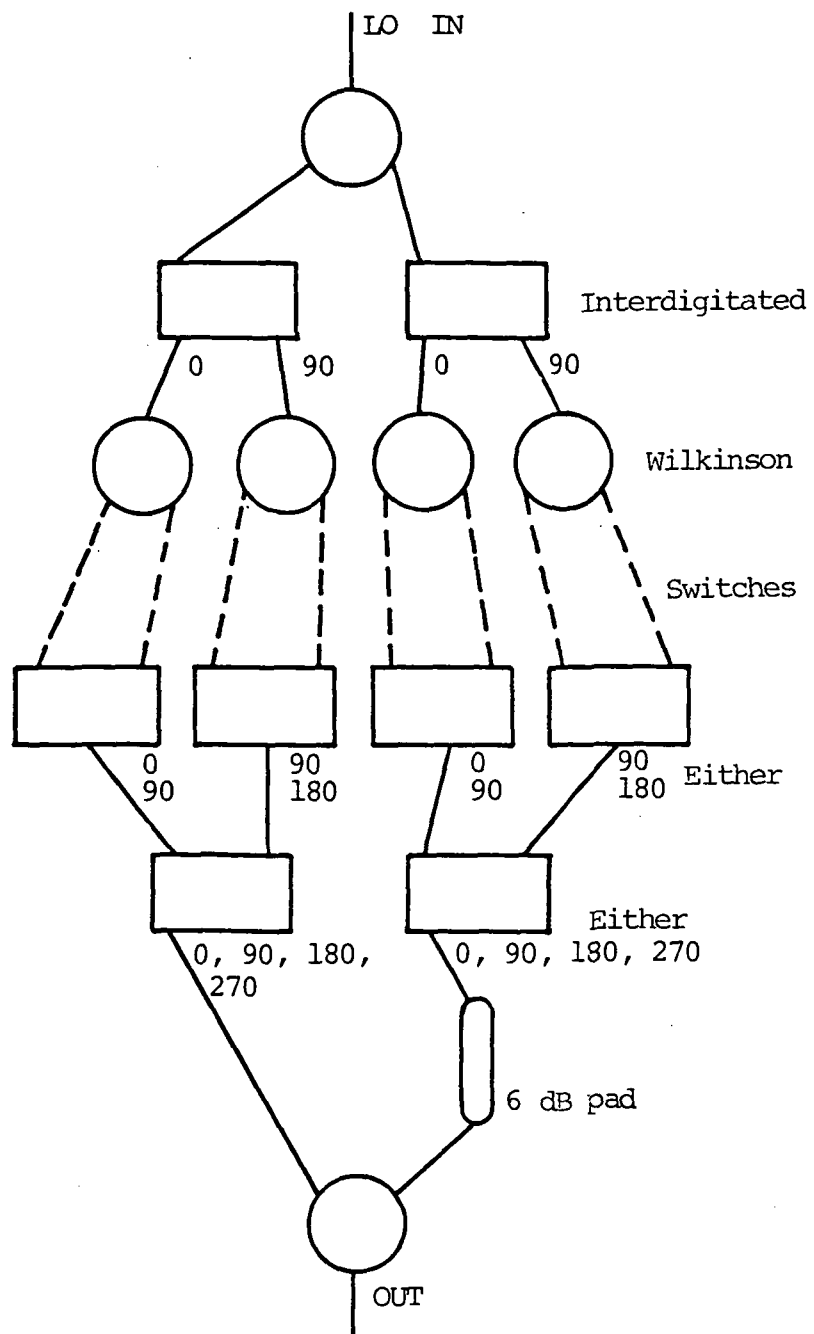 LO IN
Interdigitated
0 90 0 90
Wilkinson
Switches
0 90 0 90
90 180 90 180
Either
Either
0, 90, 180, 270
0, 90, 180, 270
6 dB pad
OUT